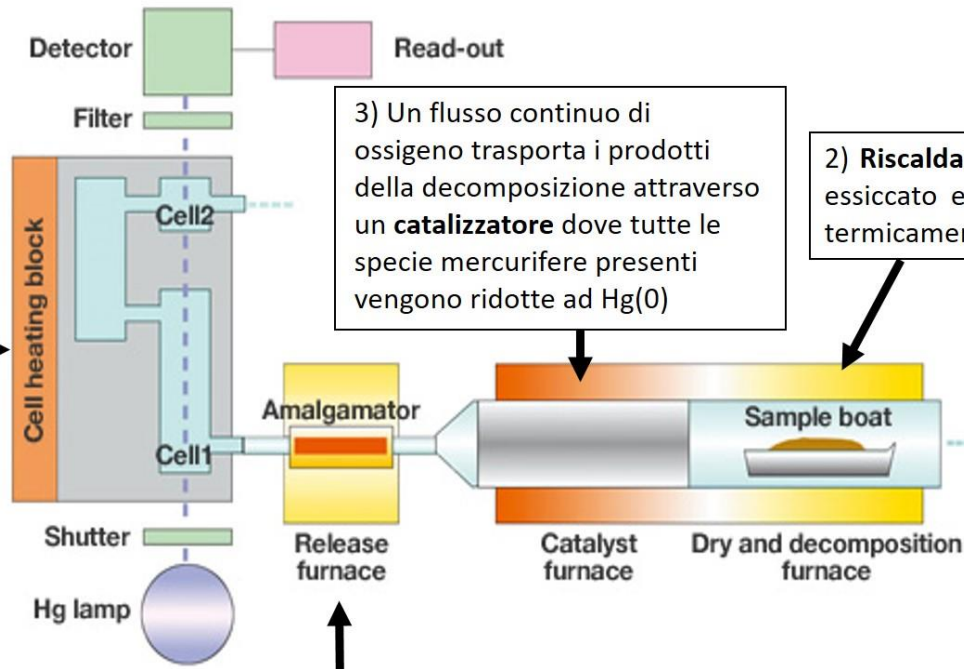 Detector
Read-out
Filter
3) Un flusso continuo di
ossigeno trasporta i prodotti
della decomposizione attraverso
un catalizzatore dove tutte le
specie mercurifere presenti
vengono ridotte ad Hg(0)
2) Riscalda
essiccato e
termicamen
Cell heating block
Cell2
Cell1
Amalgamator
Sample boat
Shutter
Release
furnace
Catalyst
furnace
Dry and decomposition
furnace
Hg lamp